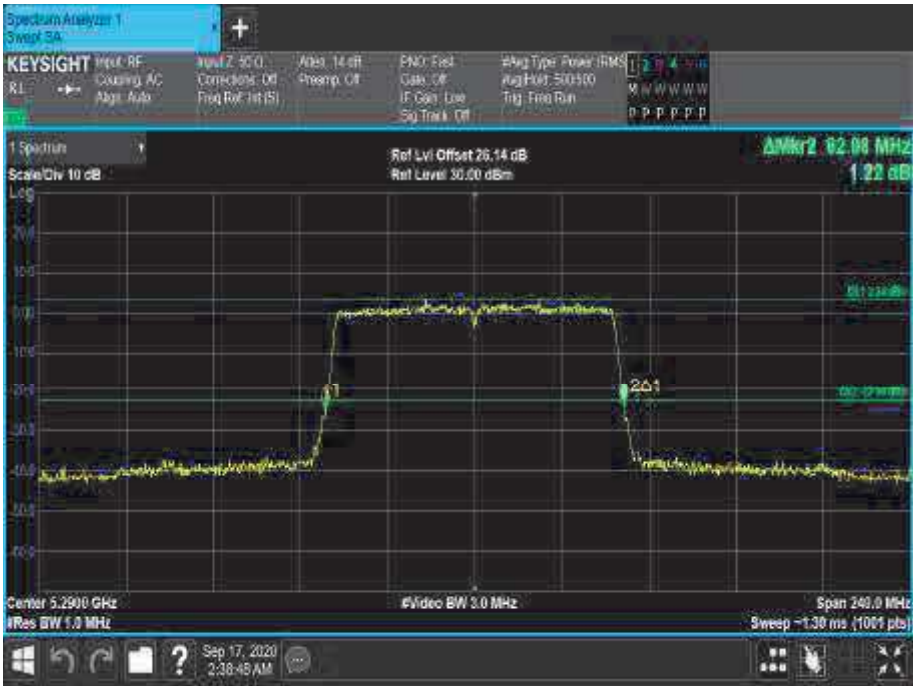 Spectrum Analyzer 1
Swept SA
+
KEYSIGHT
Input: RF
Coupling: AC
Align: Auto
Input Z: 50 Ω
Corrections: Off
Freq Ref: Int (S)
Atten: 14 dB
Preamp: Off
PNO: Fast
Gate: Off
IF Gain: Low
Sig Track: Off
#Avg Type: Power (RMS
Avg|Hold: 500/500
Trig: Free Run
M W W W W W
P P P P P P
1 Spectrum
Scale/Div 10 dB
Log
Ref Lvl Offset 26.14 dB
Ref Level 30.00 dBm
ΔMkr2 82.08 MHz
1.22 dB
20.0
10.0
0.00
-10.0
-20.0
-30.0
-40.0
-50.0
-60.0
2Δ1
Center 5.2900 GHz
#Res BW 1.0 MHz
#Video BW 3.0 MHz
Span 240.0 MHz
Sweep ~1.30 ms (1001 pts)
?
Sep 17, 2020
2:38:48 AM